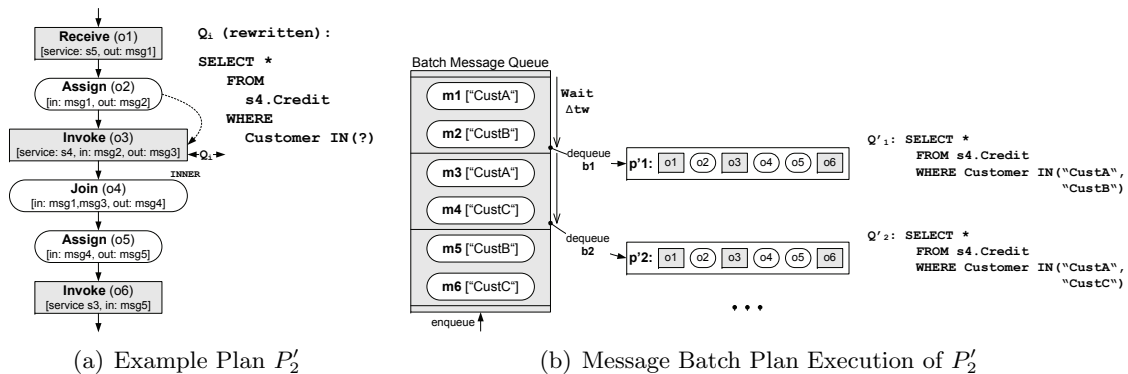 Receive (o1)
[service: s5, out: msg1]
Assign (o2)
[in: msg1, out: msg2]
Invoke (o3)
[service: s4, in: msg2, out: msg3]
Qi
INNER
Join (o4)
[in: msg1,msg3, out: msg4]
Assign (o5)
[in: msg4, out: msg5]
Invoke (o6)
[service s3, in: msg5]
Qi (rewritten):
SELECT *
FROM
s4.Credit
WHERE
Customer IN(?)
(a) Example Plan P′2
Batch Message Queue
m1 [“CustA“]
m2 [“CustB“]
m3 [“CustA“]
m4 [“CustC“]
m5 [“CustB“]
m6 [“CustC“]
enqueue
Wait
Δtw
dequeue
b1
p'1: o1 o2 o3 o4 o5 o6
Q'1: SELECT *
FROM s4.Credit
WHERE Customer IN(“CustA“,
“CustB“)
dequeue
b2
p'2: o1 o2 o3 o4 o5 o6
Q'2: SELECT *
FROM s4.Credit
WHERE Customer IN(“CustA“,
“CustC“)
• • •
(b) Message Batch Plan Execution of P′2